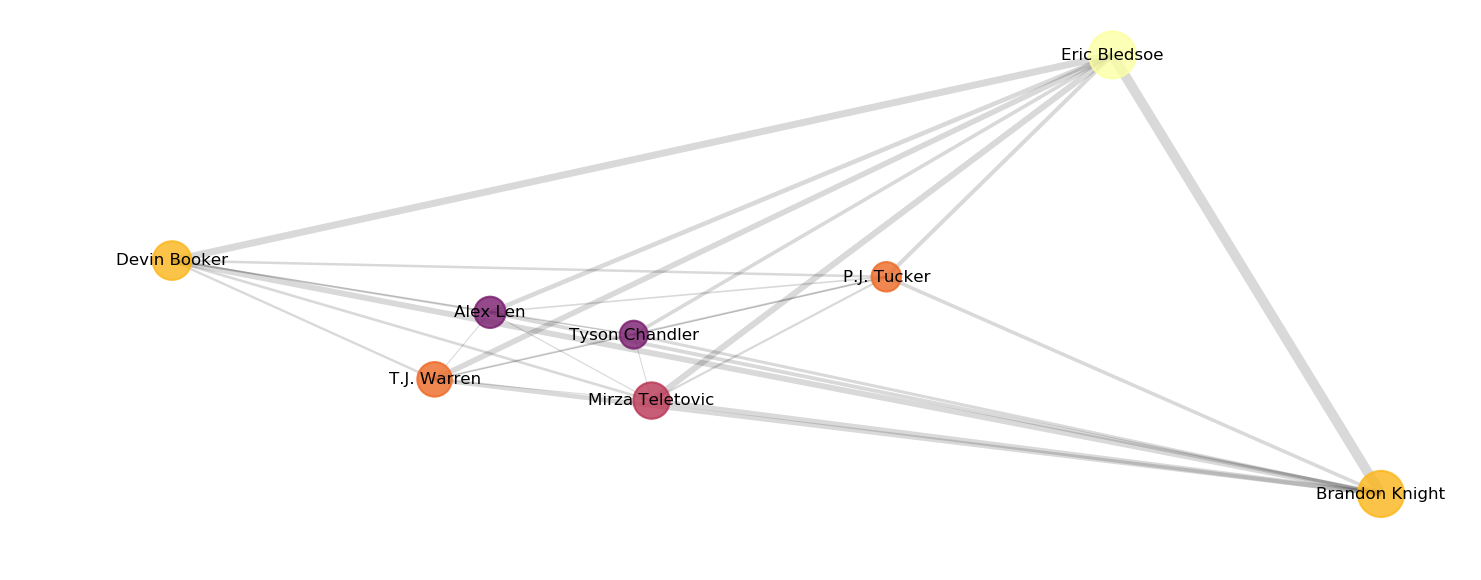 Eric Bledsoe
Devin Booker
P.J. Tucker
Alex Len
Tyson Chandler
T.J. Warren
Mirza Teletovic
Brandon Knight